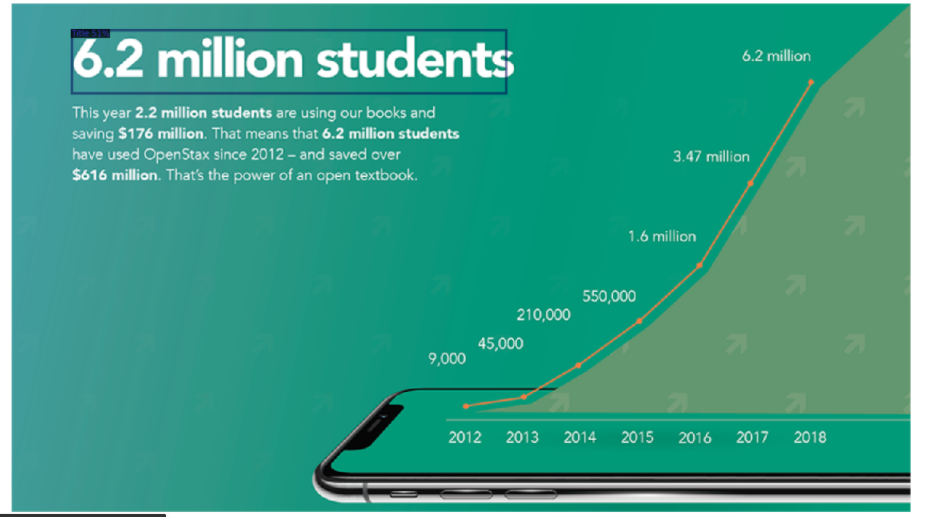 Title 51%
6.2 million students
This year 2.2 million students are using our books and
saving $176 million. That means that 6.2 million students
have used OpenStax since 2012 – and saved over
$616 million. That's the power of an open textbook.
6.2 million
3.47 million
1.6 million
550,000
210,000
45,000
9,000
2012 2013 2014 2015 2016 2017 2018